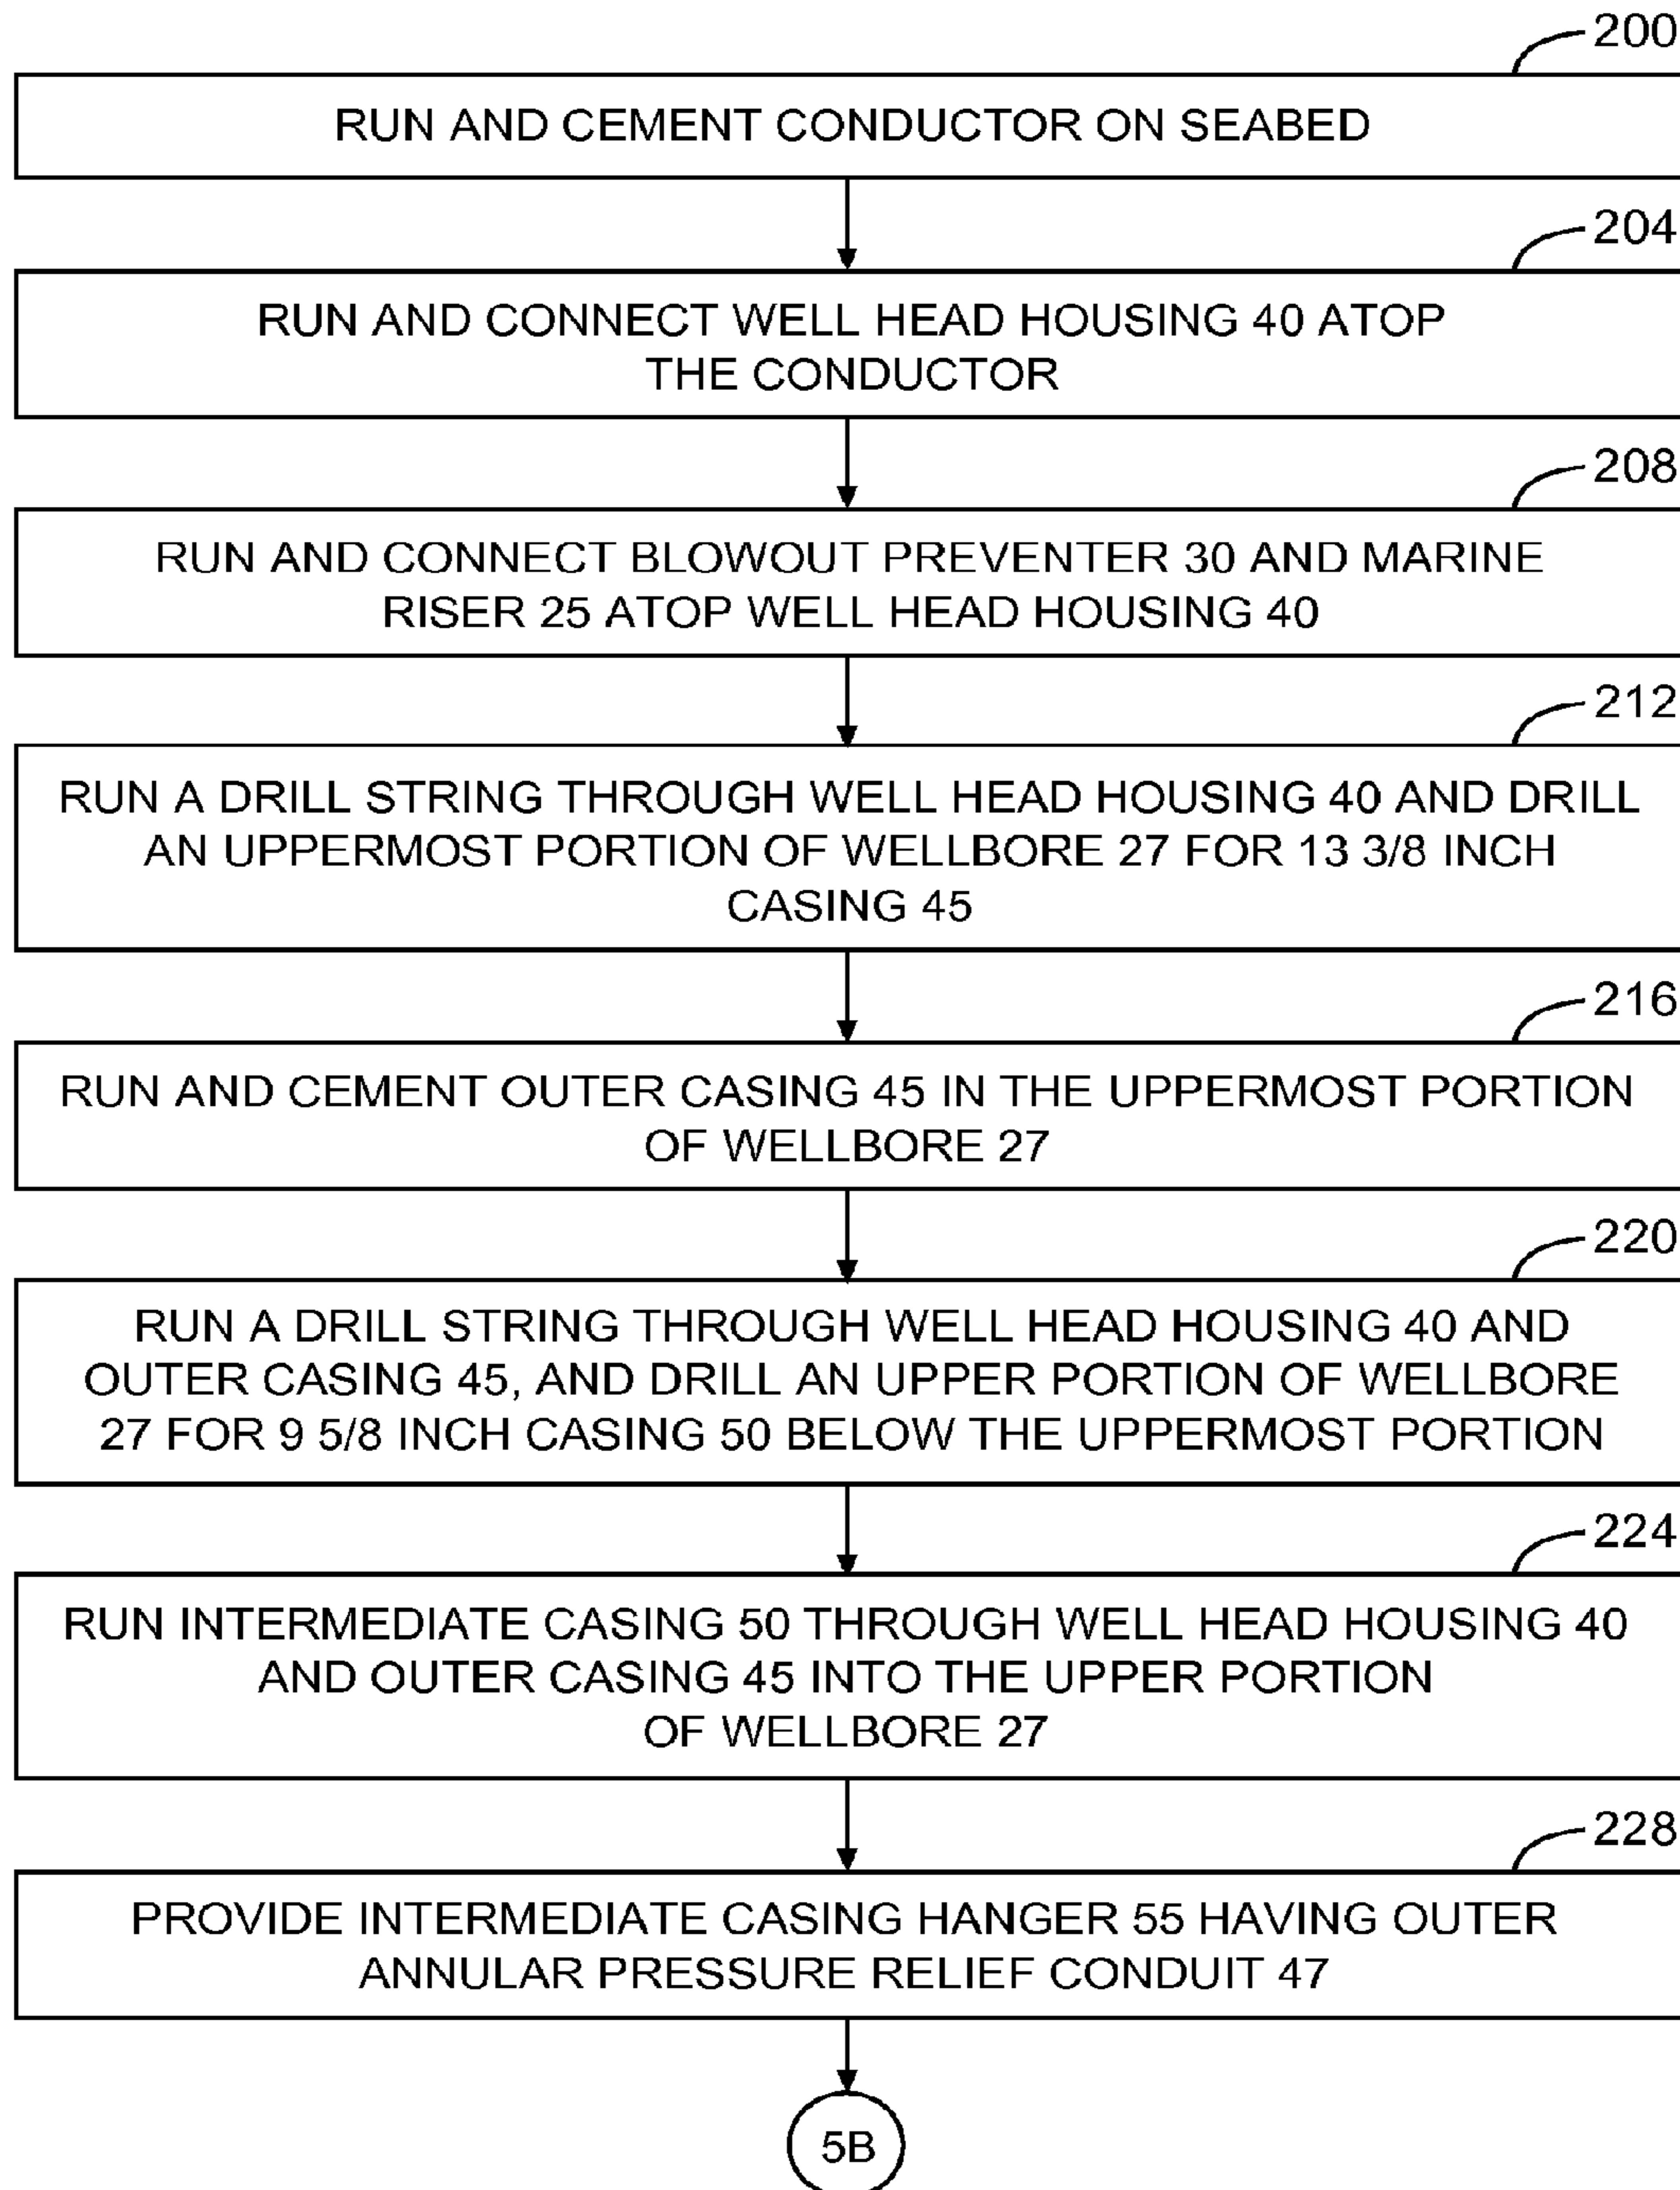 200
RUN AND CEMENT CONDUCTOR ON SEABED
204
RUN AND CONNECT WELL HEAD HOUSING 40 ATOP
THE CONDUCTOR
208
RUN AND CONNECT BLOWOUT PREVENTER 30 AND MARINE
RISER 25 ATOP WELL HEAD HOUSING 40
212
RUN A DRILL STRING THROUGH WELL HEAD HOUSING 40 AND DRILL
AN UPPERMOST PORTION OF WELLBORE 27 FOR 13 3/8 INCH
CASING 45
216
RUN AND CEMENT OUTER CASING 45 IN THE UPPERMOST PORTION
OF WELLBORE 27
220
RUN A DRILL STRING THROUGH WELL HEAD HOUSING 40 AND
OUTER CASING 45, AND DRILL AN UPPER PORTION OF WELLBORE
27 FOR 9 5/8 INCH CASING 50 BELOW THE UPPERMOST PORTION
224
RUN INTERMEDIATE CASING 50 THROUGH WELL HEAD HOUSING 40
AND OUTER CASING 45 INTO THE UPPER PORTION
OF WELLBORE 27
228
PROVIDE INTERMEDIATE CASING HANGER 55 HAVING OUTER
ANNULAR PRESSURE RELIEF CONDUIT 47
5B